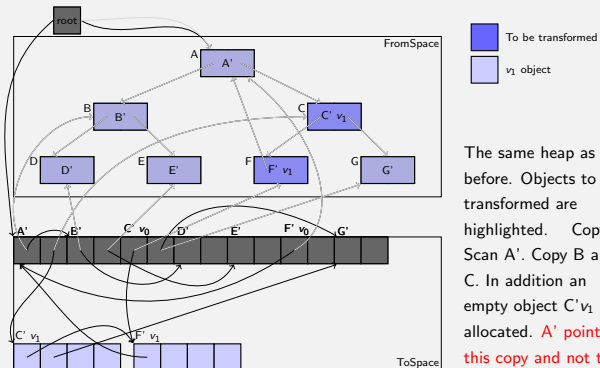 root
FromSpace
A
A'
B
B'
C
C' v1
D
D'
E
E'
F
F' v1
G
G'
A'
B'
C' v0
D'
E'
F' v0
G'
C' v1
F' v1
ToSpace
To be transformed
v1 object
The same heap as
before. Objects to
transformed are
highlighted.
Scan A'. Copy B
C. In addition an
empty object C'v1
allocated. A' point
this copy and not